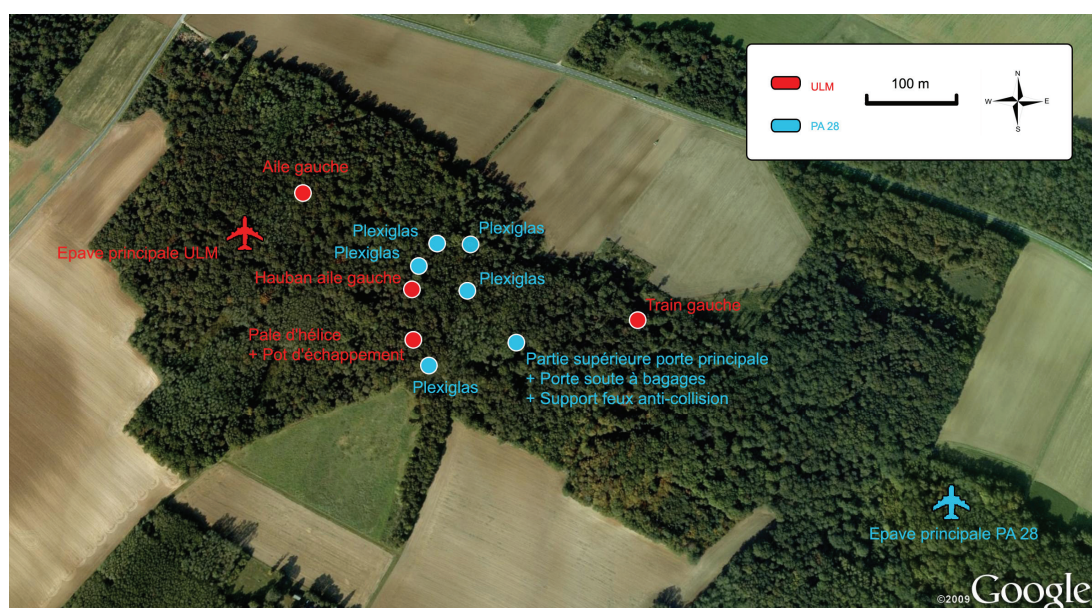 ULM
100 m
N
W
E
S
PA 28
Aile gauche
Epave principale ULM
Plexiglas
Plexiglas
Plexiglas
Hauban aile gauche
Plexiglas
Train gauche
Pale d'hélice
+ Pot d'échappement
Plexiglas
Partie supérieure porte principale
+ Porte soute à bagages
+ Support feux anti-collision
Epave principale PA 28
©2009 Google